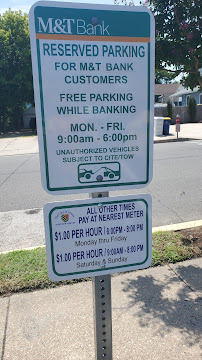 M&T Bank
RESERVED PARKING
FOR M&T BANK
CUSTOMERS
FREE PARKING
WHILE BANKING
MON. - FRI.
9:00am - 6:00pm
UNAUTHORIZED VEHICLES
SUBJECT TO CITE/TOW
ALL OTHER TIMES
PAY AT NEAREST METER
$1.00 PER HOUR / 6:00PM - 8:00 PM
Monday thru Friday
$1.00 PER HOUR / 9:00AM - 8:00 PM
Saturday & Sunday